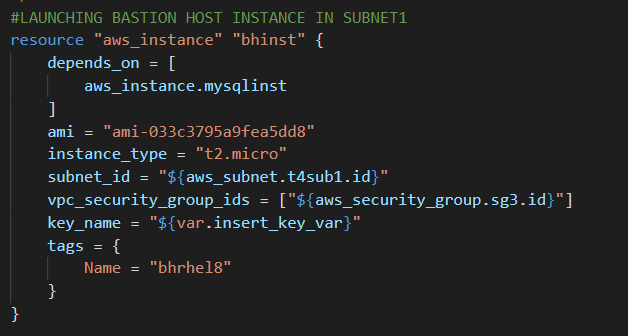 #LAUNCHING BASTION HOST INSTANCE IN SUBNET1
resource "aws_instance" "bhinst" {
    depends_on = [
        aws_instance.mysqlinst
    ]
    ami = "ami-033c3795a9fea5dd8"
    instance_type = "t2.micro"
    subnet_id = "${aws_subnet.t4sub1.id}"
    vpc_security_group_ids = ["${aws_security_group.sg3.id}"]
    key_name = "${var.insert_key_var}"
    tags = {
        Name = "bhrhel8"
    }
}